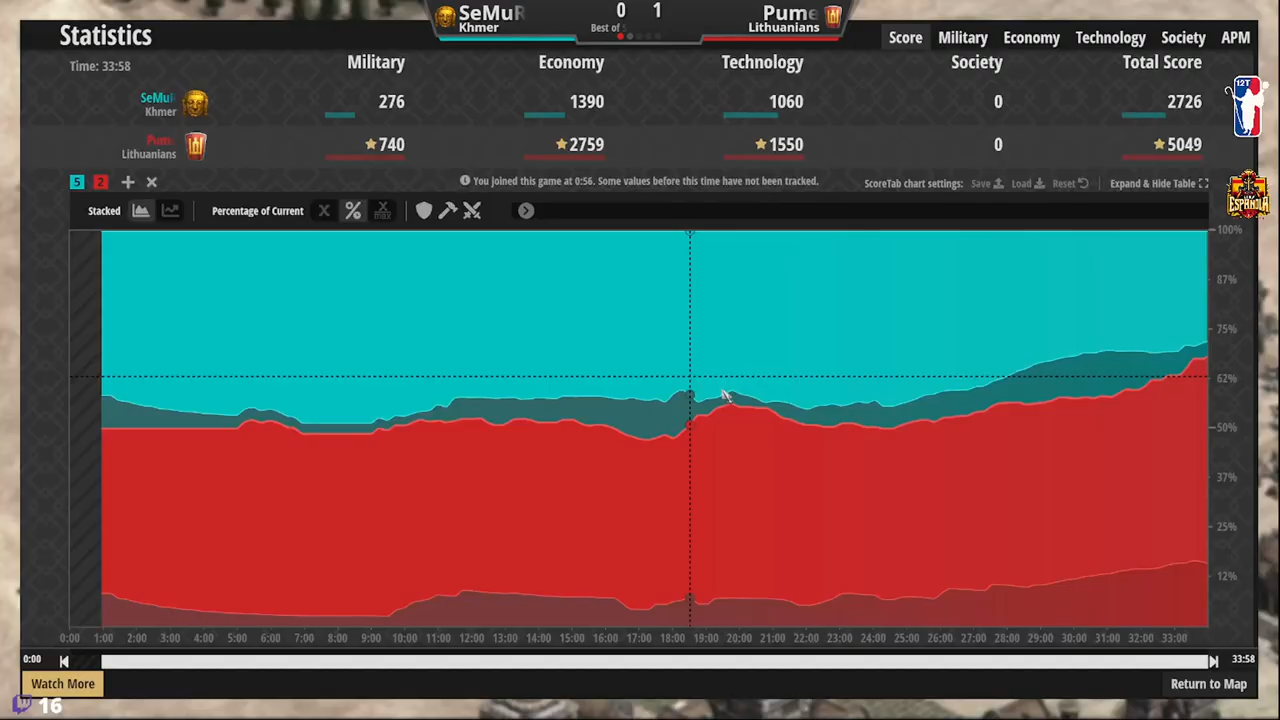 SeMuR 0 1 Pume
Khmer Best of Lithuanians
Statistics
Score Military Economy Technology Society APM
Time: 33:58 Military Economy Technology Society Total Score
SeMuR 276 1390 1060 0 2726
Khmer
Pume 740 2759 1550 0 5049
Lithuanians
12T
ESPAÑOLA
5 2 You joined this game at 0:56. Some values before this time have not been tracked. ScoreTab chart settings: Save Load Reset Expand & Hide Table
Stacked Percentage of Current X % X max
100%
87%
75%
62%
50%
37%
25%
12%
0:00 1:00 2:00 3:00 4:00 5:00 6:00 7:00 8:00 9:00 10:00 11:00 12:00 13:00 14:00 15:00 16:00 17:00 18:00 19:00 20:00 21:00 22:00 23:00 24:00 25:00 26:00 27:00 28:00 29:00 30:00 31:00 32:00 33:00
0:00 33:58
Watch More Return to Map
16